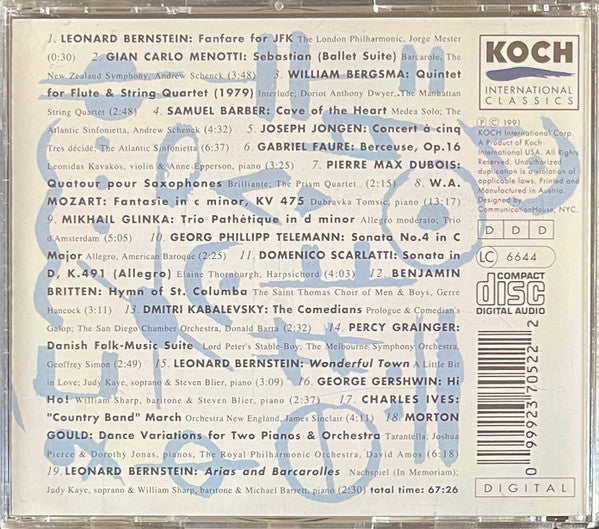 1. LEONARD BERNSTEIN: Fanfare for JFK The London Philharmonic, Jorge Mester
(0:30) 2. GIAN CARLO MENOTTI: Sebastian (Ballet Suite) Barcarole, The
New Zealand Symphony, Andrew Schenck (3:48) 3. WILLIAM BERGSMA: Quintet
for Flute & String Quartet (1979) Interlude; Doriot Anthony Dwyer, The Manhattan
String Quartet (2:48) 4. SAMUEL BARBER: Cave of the Heart Medea Solo; The
Atlantic Sinfonietta, Andrew Schenck (4:32) 5. JOSEPH JONGEN: Concert à cinq
Tres décidé, The Atlantic Sinfonietta (6:37) 6. GABRIEL FAURE: Berceuse, Op.16
Leonidas Kavakos, violin & Anne Epperson, piano (3:25) 7. PIERRE MAX DUBOIS:
Quatour pour Saxophones Brilliante; The Prism Quartet (2:15) 8. W.A.
MOZART: Fantasie in c minor, KV 475 Dubravka Tomsic, piano (13:17)
9. MIKHAIL GLINKA: Trio Pathétique in d minor Allegro moderato; Trio
d'Amsterdam (5:05) 10. GEORG PHILLIPP TELEMANN: Sonata No.4 in C
Major Allegro, American Baroque (2:25) 11. DOMENICO SCARLATTI: Sonata in
D, K.491 (Allegro) Elaine Thornburgh, Harpsichord (4:03) 12. BENJAMIN
BRITTEN: Hymn of St. Columba The Saint Thomas Choir of Men & Boys, Gerre
Hancock (3:11) 13. DMITRI KABALEVSKY: The Comedians Prologue & Comedian's
Galop; The San Diego Chamber Orchestra, Donald Barra (2:32) 14. PERCY GRAINGER:
Danish Folk-Music Suite Lord Peter's Stable-Boy; The Melbourne Symphony Orchestra,
Geoffrey Simon (2:49) 15. LEONARD BERNSTEIN: Wonderful Town A Little Bit
in Love; Judy Kaye, soprano & Steven Blier, piano (3:09) 16. GEORGE GERSHWIN: Hi
Ho! William Sharp, baritone & Steven Blier, piano (2:37) 17. CHARLES IVES:
"Country Band" March Orchestra New England, James Sinclair (4:11) 18. MORTON
GOULD: Dance Variations for Two Pianos & Orchestra Tarantella; Joshua
Pierce & Dorothy Jonas, pianos, The Royal Philharmonic Orchestra, David Amos (6:18)
19. LEONARD BERNSTEIN: Arias and Barcarolles Nachspiel (In Memoriam);
Judy Kaye, soprano & William Sharp, baritone & Michael Barrett, piano (2:30) total time: 67:26
KOCH
INTERNATIONAL
CLASSICS
Ⓟ © 1991
KOCH International Corp.
A Product of Koch
International USA. All
Rights Reserved.
Unauthorized
duplication is a violation of
applicable laws. Printed and
Manufactured in Austria
Designed by
CommunicationHouse, NYC.
D D D
LC 6644
COMPACT
disc
DIGITAL AUDIO
0 99923 70522 2
DIGITAL